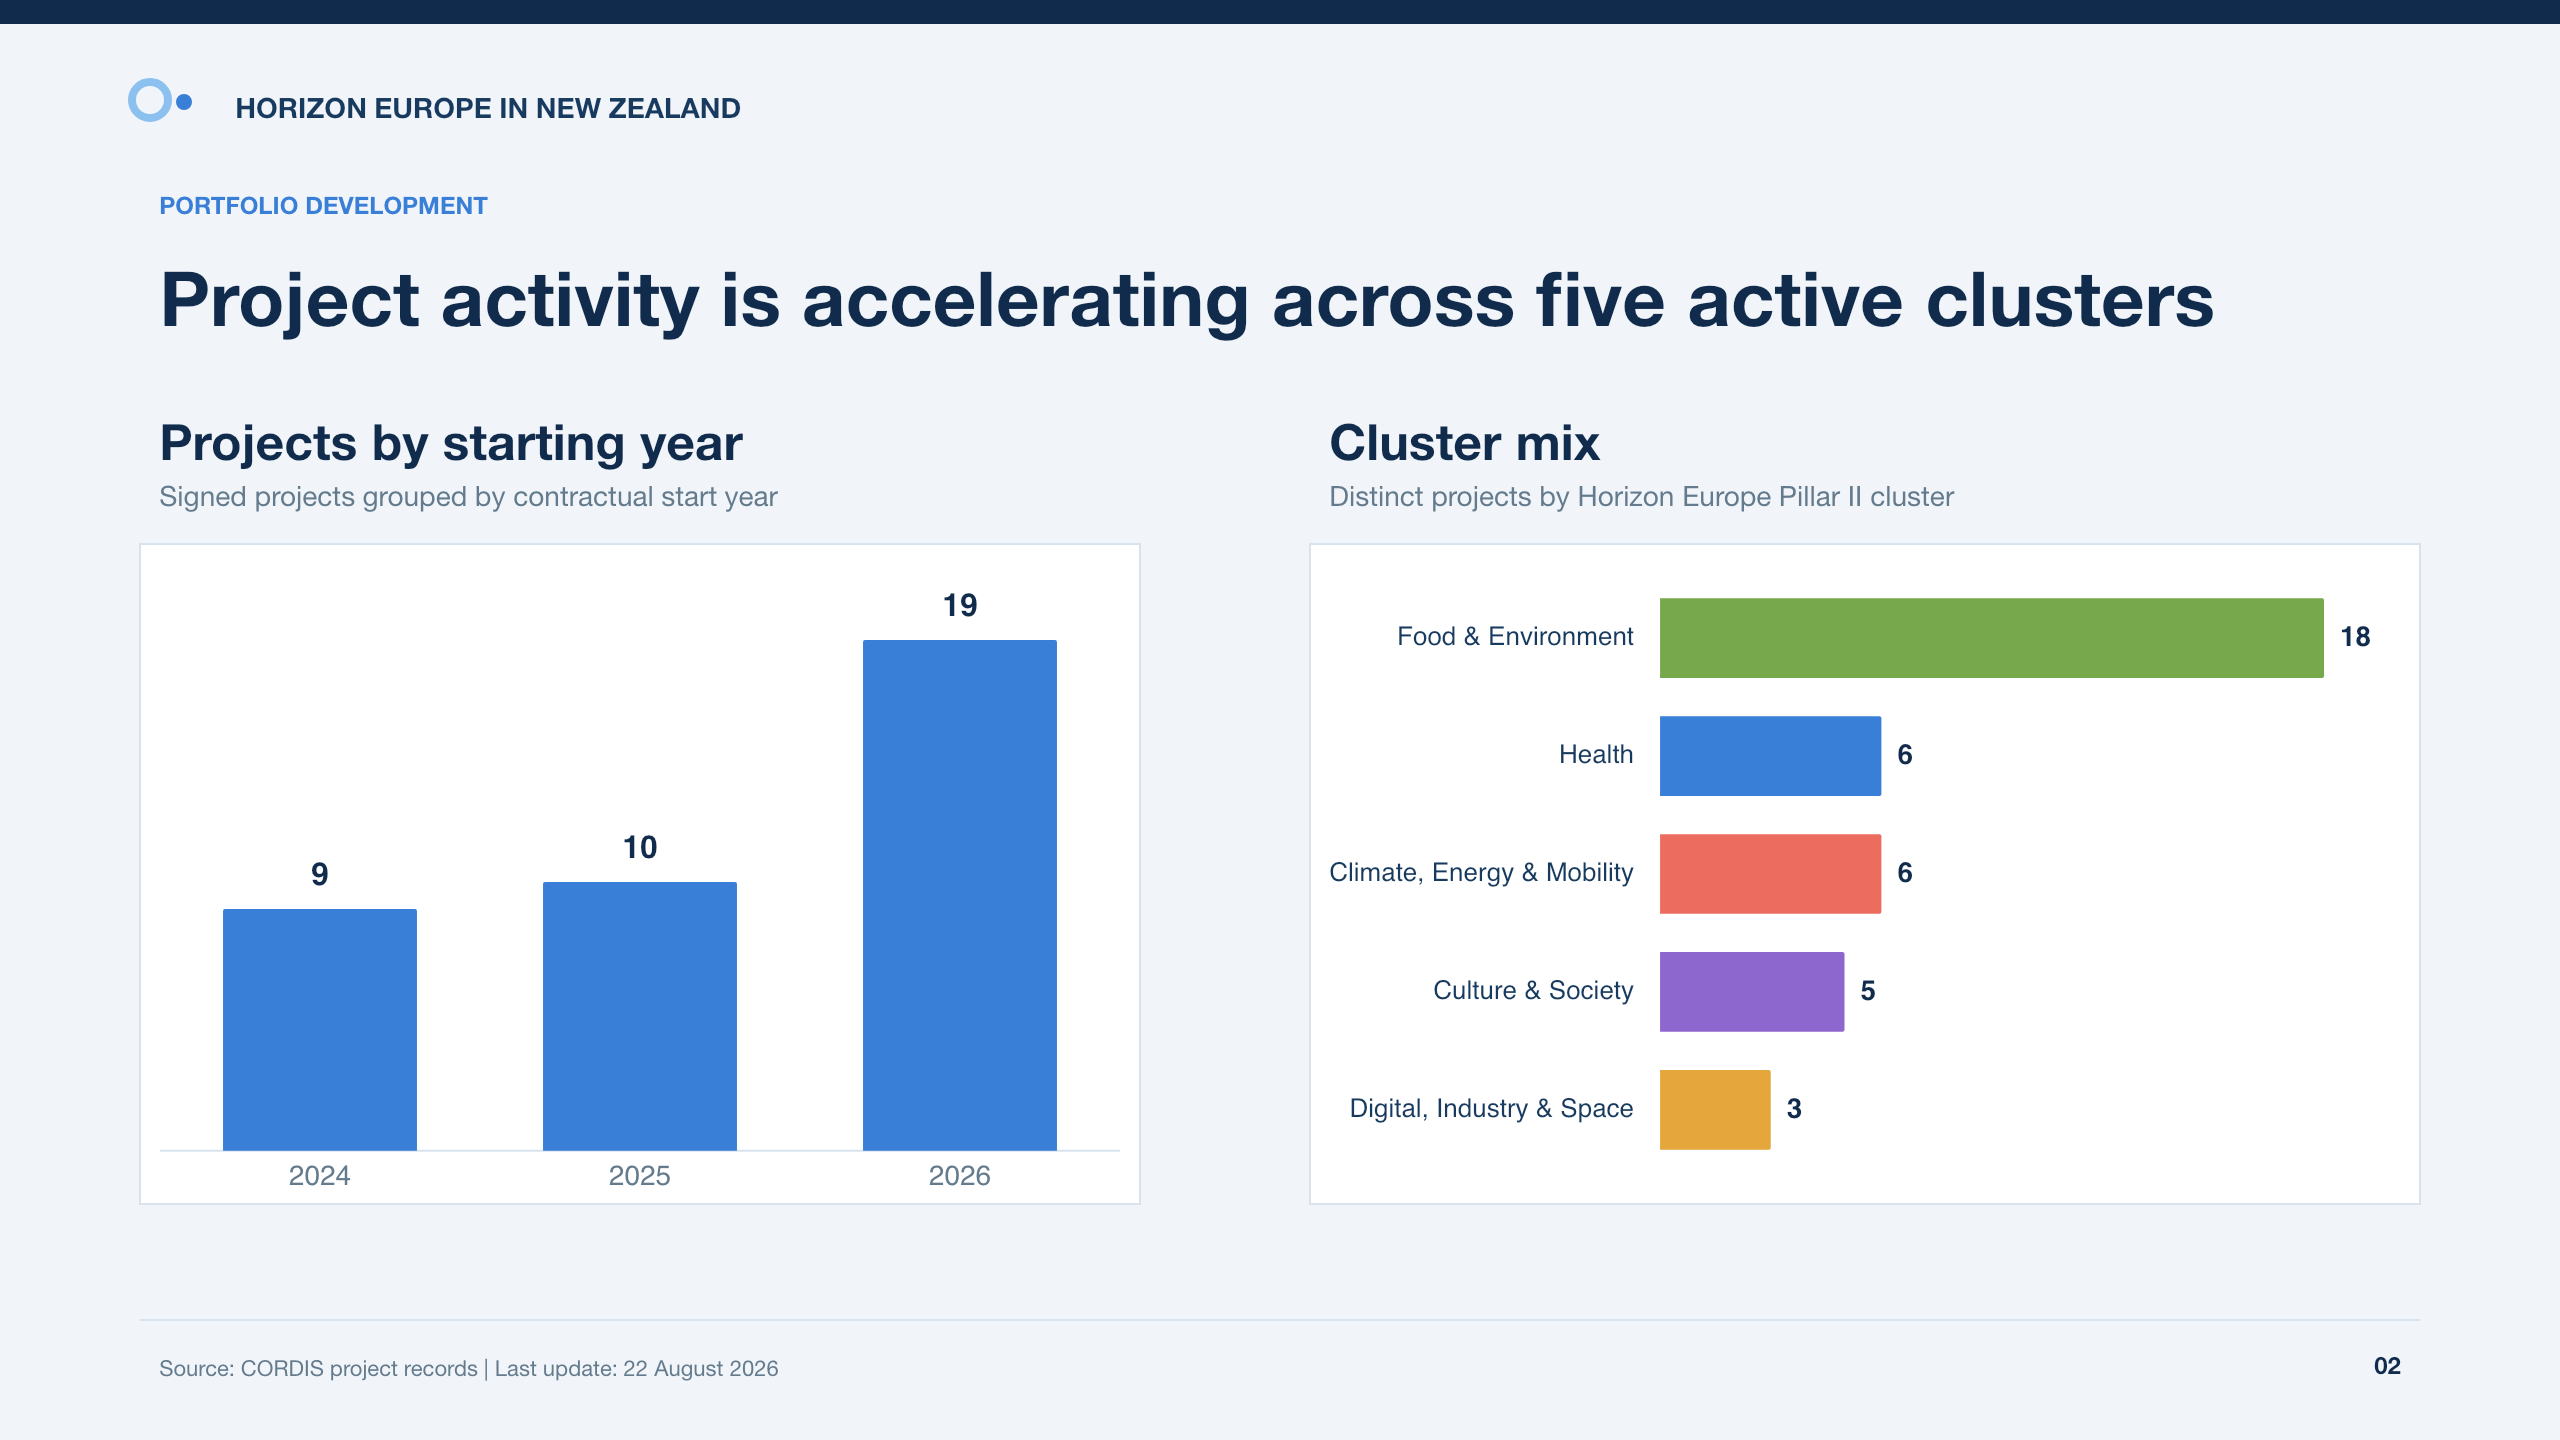 HORIZON EUROPE IN NEW ZEALAND
PORTFOLIO DEVELOPMENT
Project activity is accelerating across five active clusters
Projects by starting year
Signed projects grouped by contractual start year
9
10
19
2024
2025
2026
Cluster mix
Distinct projects by Horizon Europe Pillar II cluster
Food & Environment 18
Health 6
Climate, Energy & Mobility 6
Culture & Society 5
Digital, Industry & Space 3
Source: CORDIS project records | Last update: 22 August 2026
02